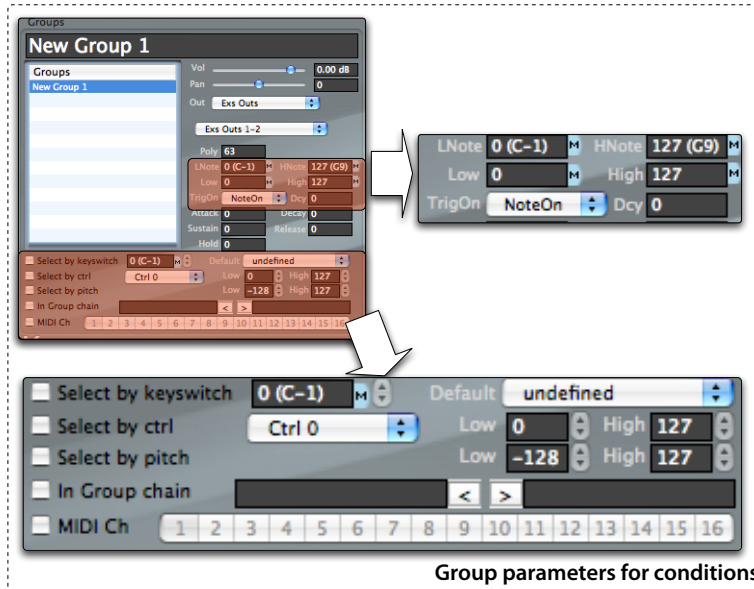 Groups
New Group 1
Groups
New Group 1
Vol 0.00 dB
Pan 0
Out Exs Outs
Exs Outs 1-2
Poly 63
LNote 0 (C-1) M HNote 127 (G9) M
Low 0 M High 127 M
TrigOn NoteOn Dcy 0
Attack 0 Decay 0
Sustain 0 Release 0
Hold 0
Select by keyswitch 0 (C-1) M Default undefined
Select by ctrl Ctrl 0 Low 0 High 127
Select by pitch Low -128 High 127
In Group chain < >
MIDI Ch 1 2 3 4 5 6 7 8 9 10 11 12 13 14 15 16
LNote 0 (C-1) M HNote 127 (G9) M
Low 0 M High 127 M
TrigOn NoteOn Dcy 0
Select by keyswitch 0 (C-1) M Default undefined
Select by ctrl Ctrl 0 Low 0 High 127
Select by pitch Low -128 High 127
In Group chain < >
MIDI Ch 1 2 3 4 5 6 7 8 9 10 11 12 13 14 15 16
Group parameters for conditions